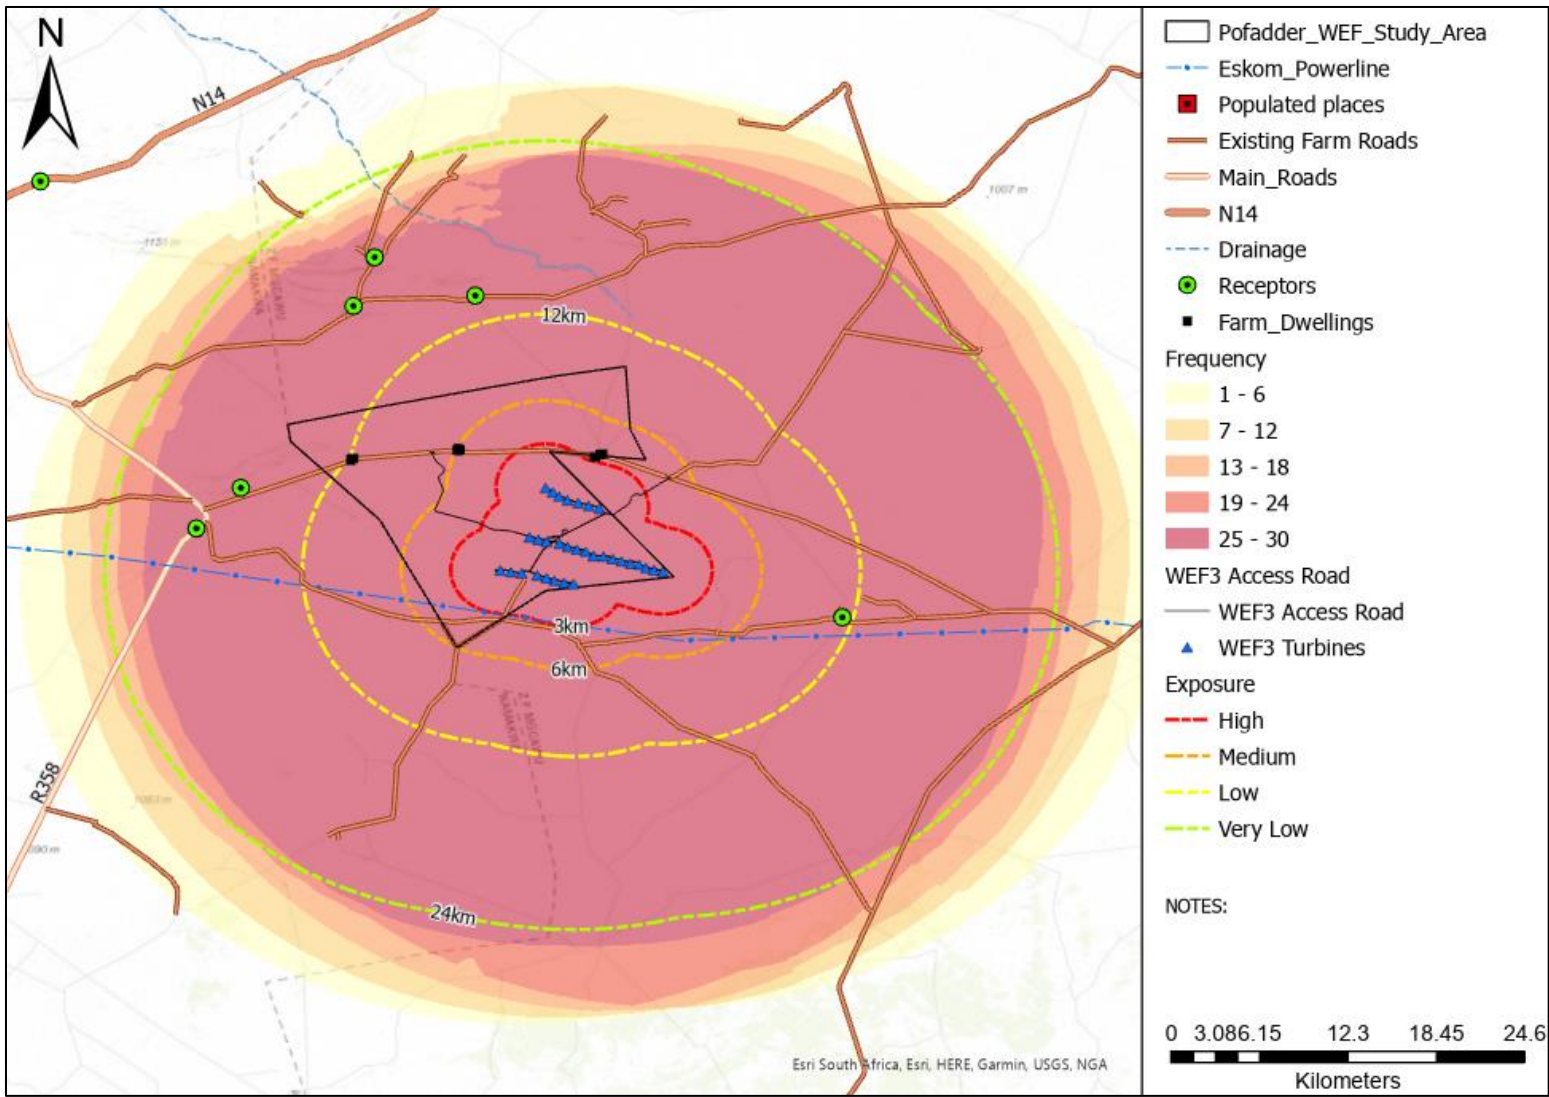 N
N14
1007 m
12km
3km
6km
24km
R358
Esri South Africa, Esri, HERE, Garmin, USGS, NGA
Pofadder_WEF_Study_Area
Eskom_Powerline
Populated places
Existing Farm Roads
Main_Roads
N14
Drainage
Receptors
Farm_Dwellings
Frequency
1 - 6
7 - 12
13 - 18
19 - 24
25 - 30
WEF3 Access Road
WEF3 Access Road
WEF3 Turbines
Exposure
High
Medium
Low
Very Low
NOTES:
0 3.086.15 12.3 18.45 24.6
Kilometers